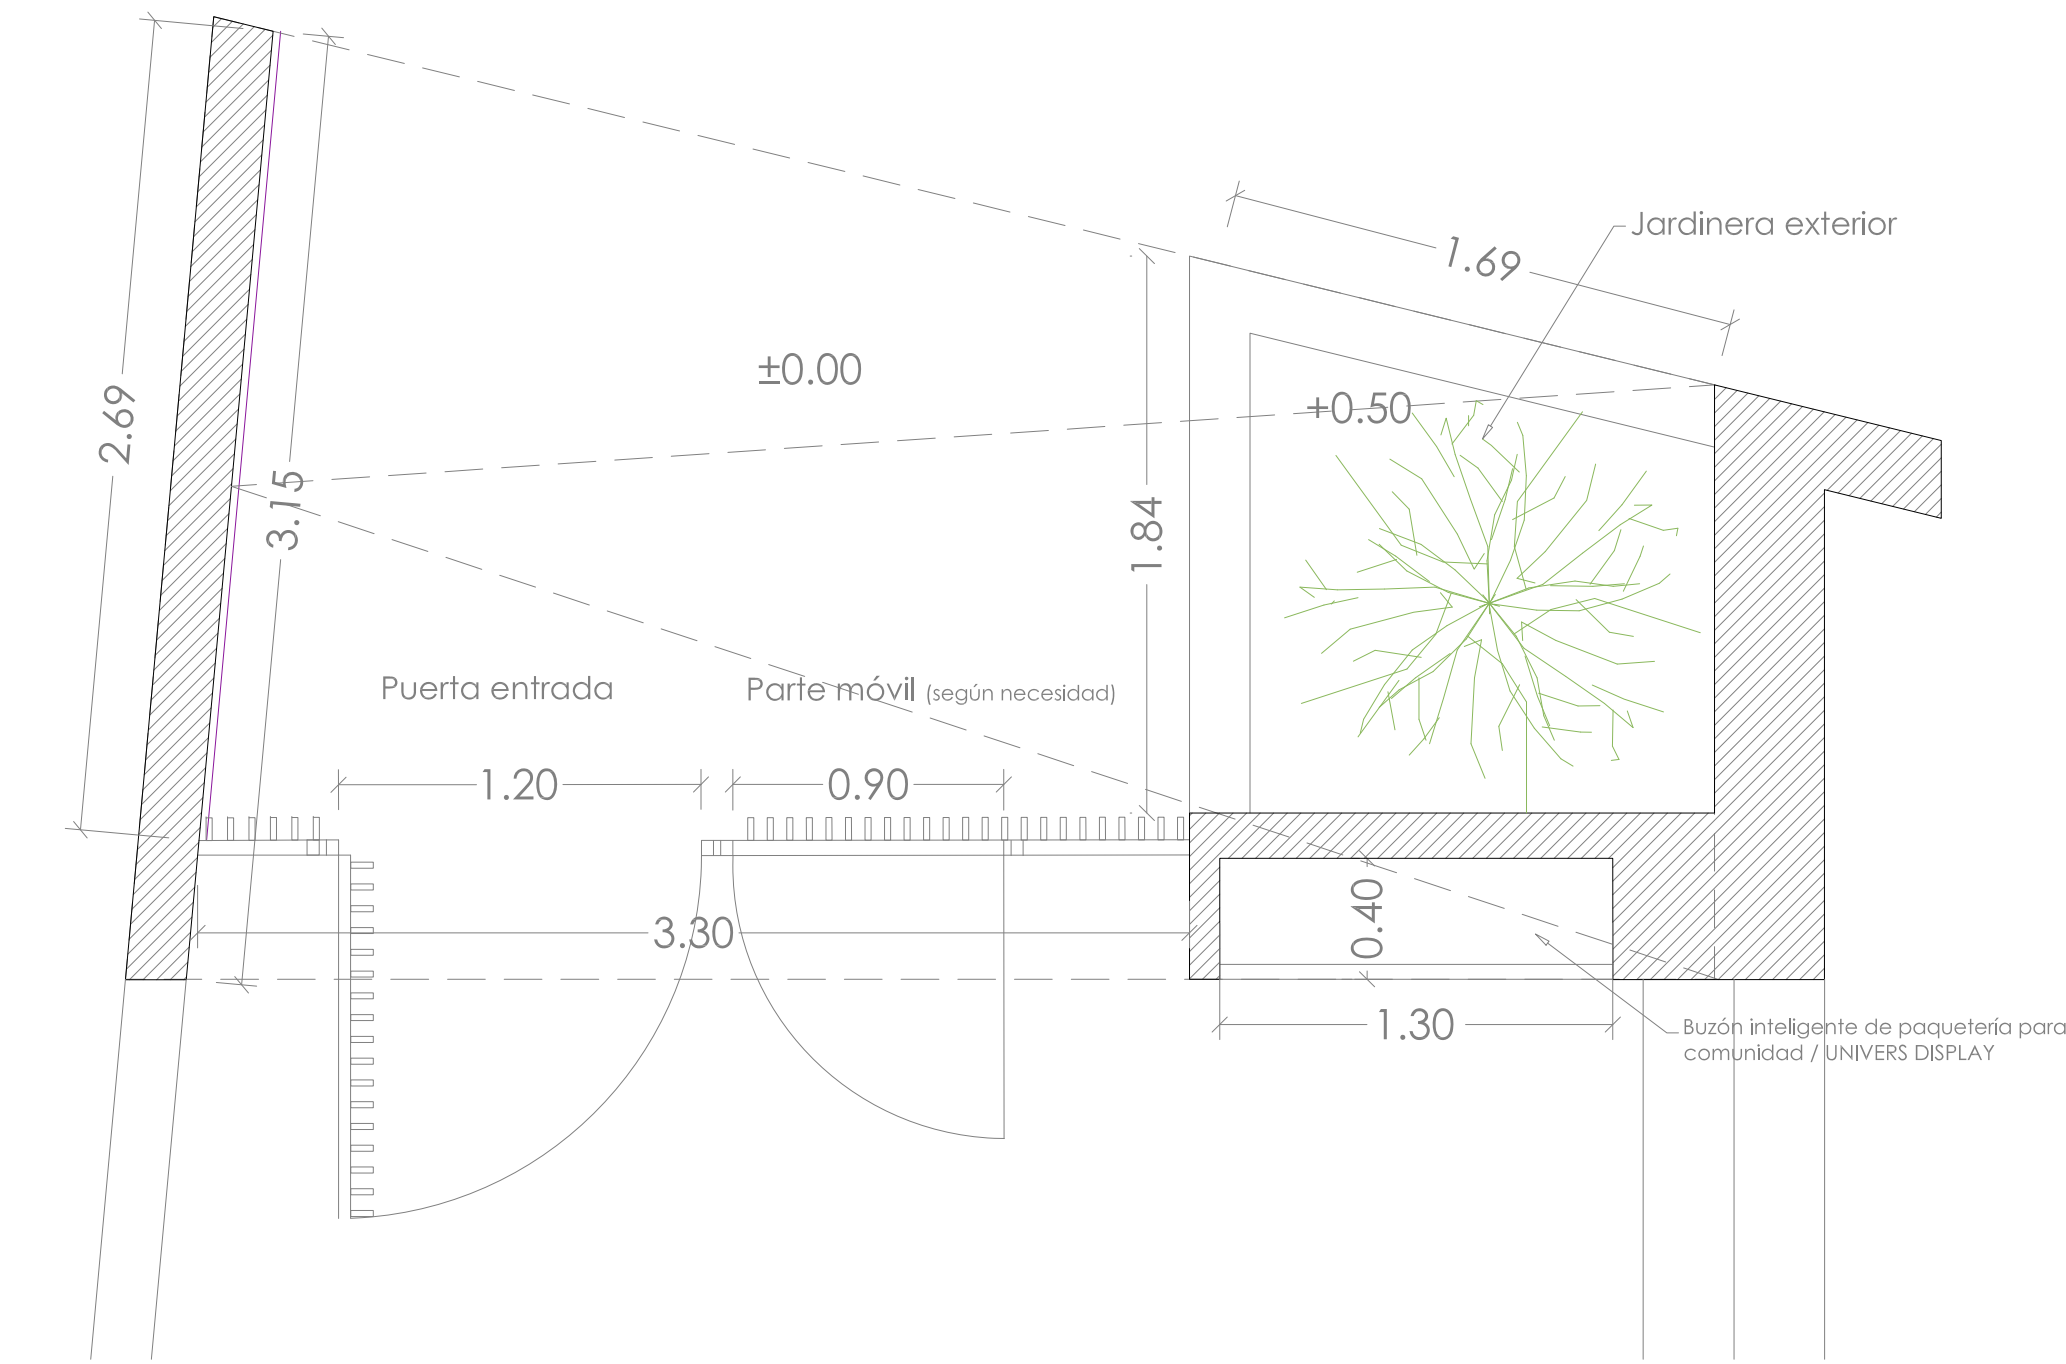 Jardinera exterior
1.69
±0.00
+0.50
2.69
3.15
1.84
Puerta entrada
Parte móvil (según necesidad)
1.20
0.90
3.30
0.40
1.30
Buzón inteligente de paquetería para
comunidad / UNIVERS DISPLAY